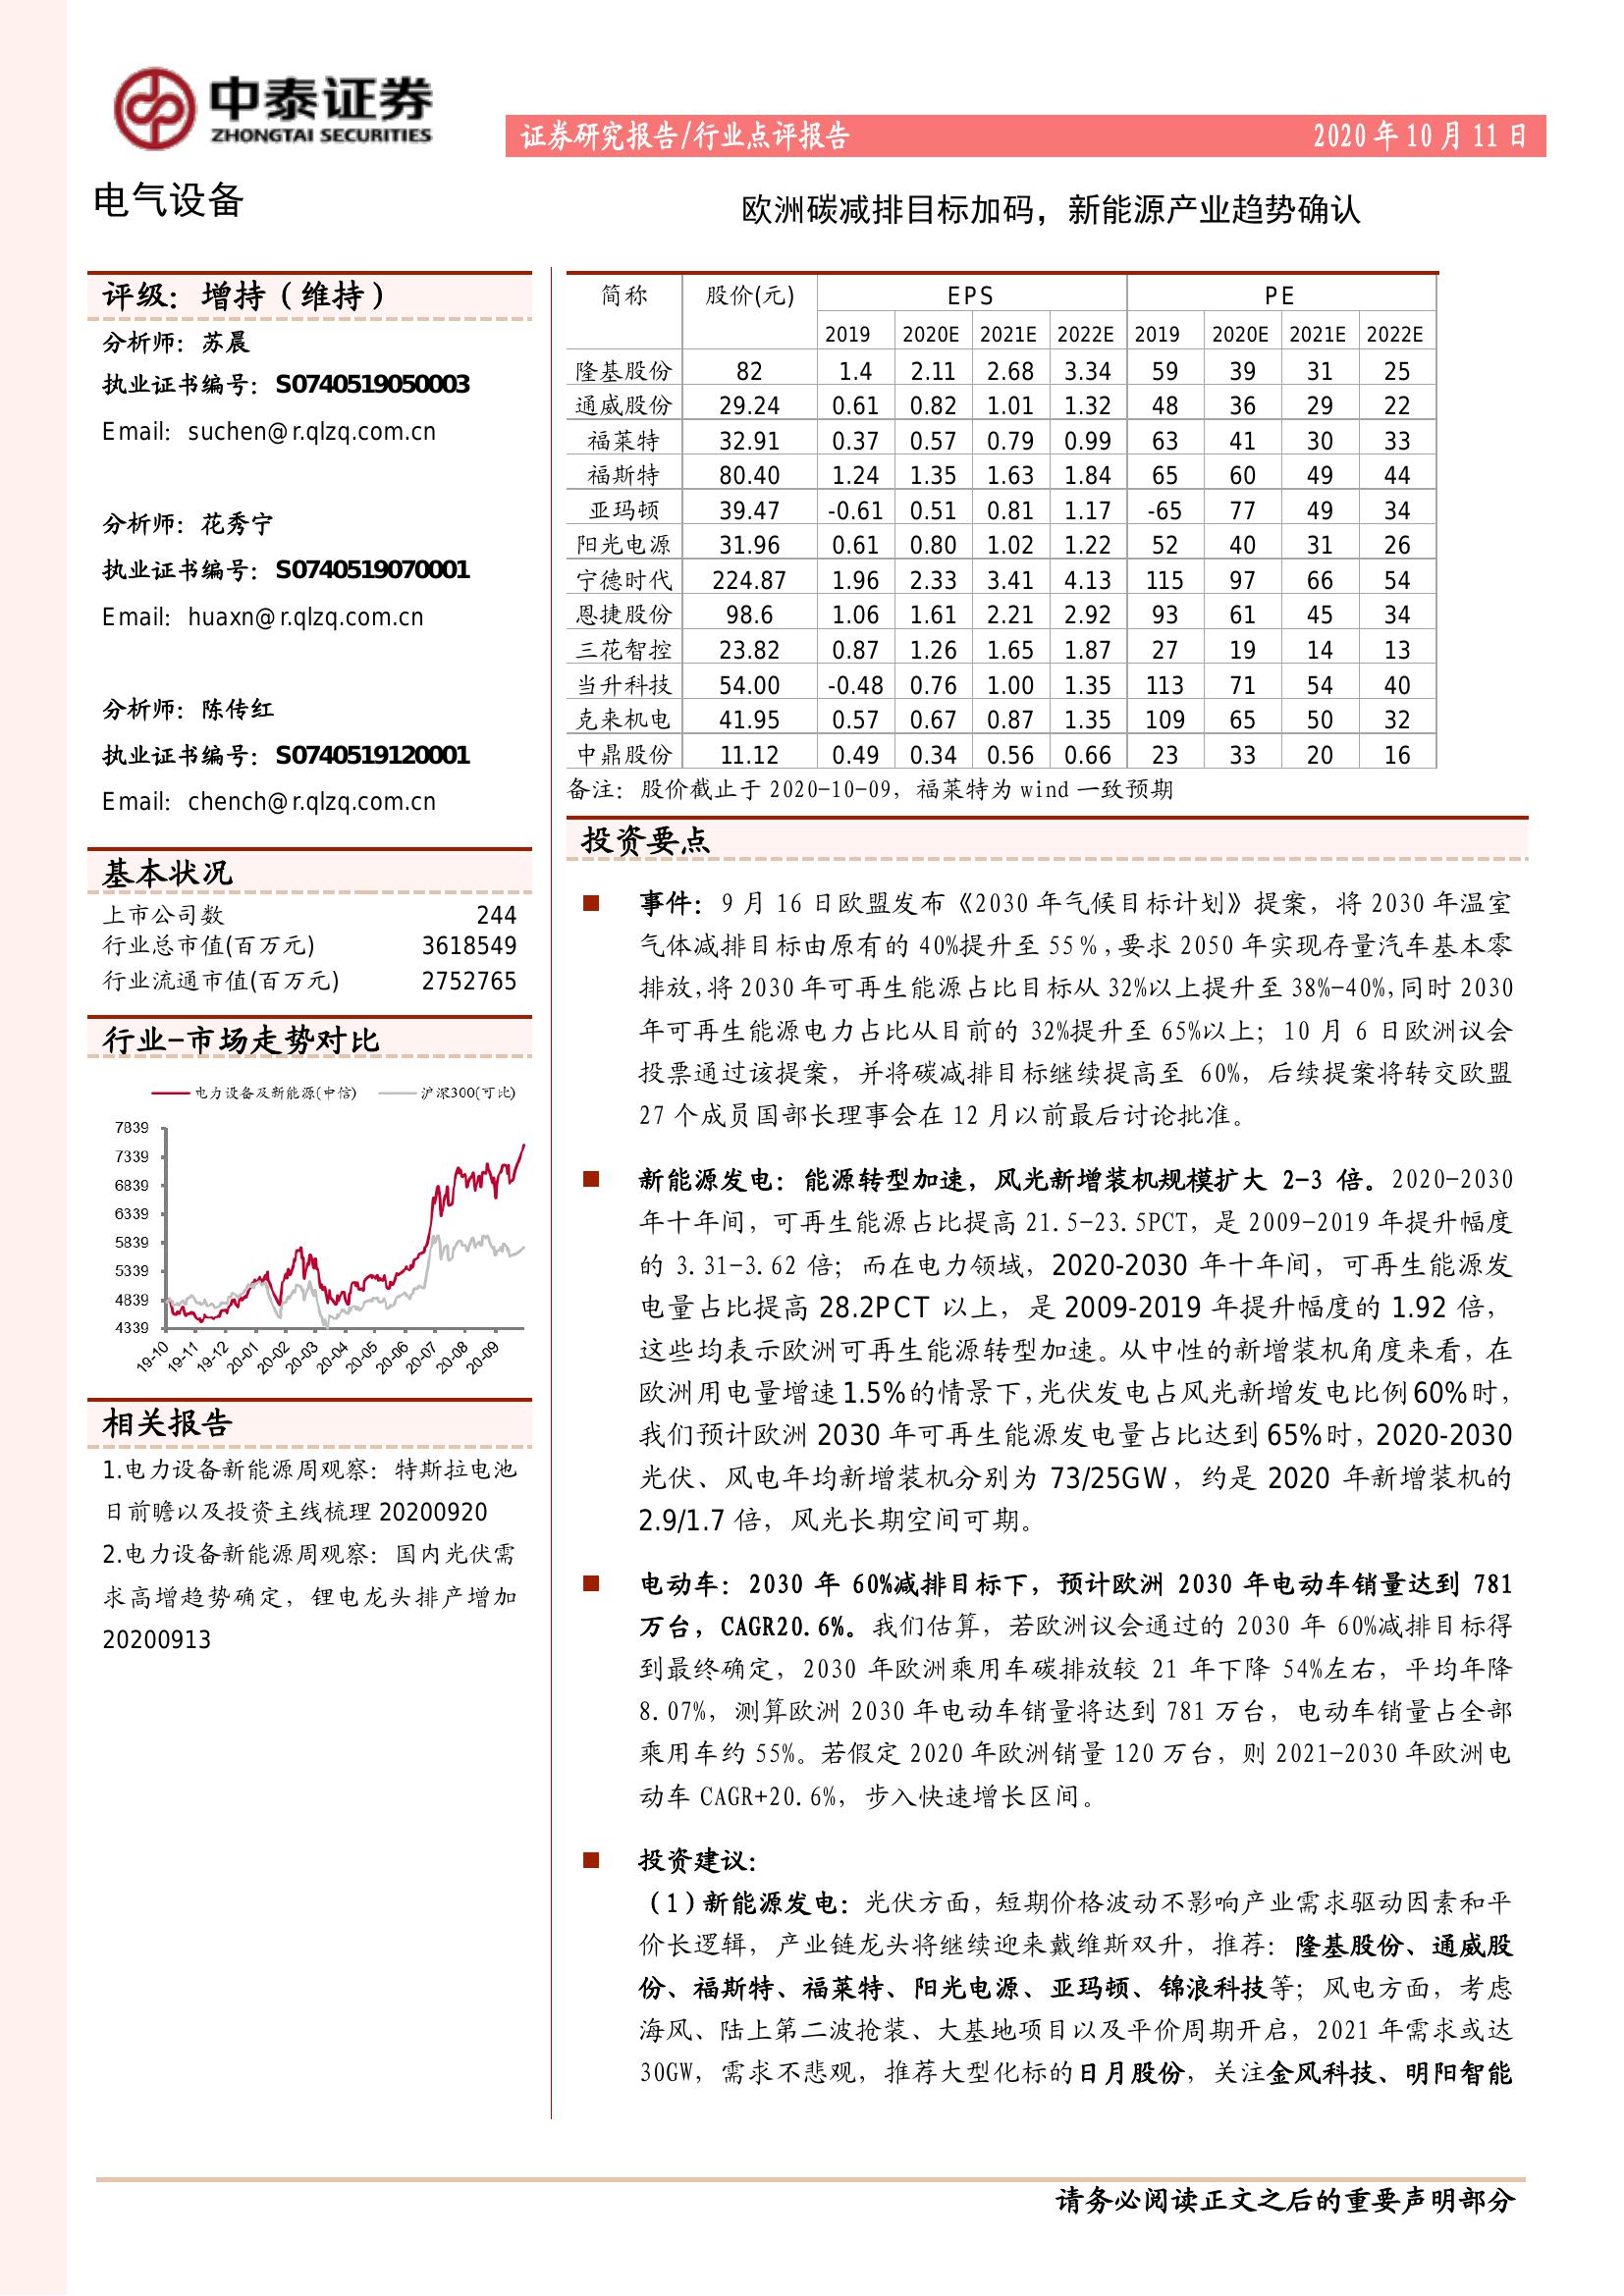 中泰证券
ZHONGTAI SECURITIES
证券研究报告/行业点评报告 2020 年 10 月 11 日
电气设备
欧洲碳减排目标加码，新能源产业趋势确认
评级：增持（维持）
分析师：苏晨
执业证书编号：S0740519050003
Email：suchen@r.qlzq.com.cn
分析师：花秀宁
执业证书编号：S0740519070001
Email：huaxn@r.qlzq.com.cn
分析师：陈传红
执业证书编号：S0740519120001
Email：chench@r.qlzq.com.cn
基本状况
上市公司数 244
行业总市值(百万元) 3618549
行业流通市值(百万元) 2752765
行业-市场走势对比
电力设备及新能源(中信) 沪深300(可比)
7839
7339
6839
6339
5839
5339
4839
4339
19-10 19-11 19-12 20-01 20-02 20-03 20-04 20-05 20-06 20-07 20-08 20-09
相关报告
1.电力设备新能源周观察：特斯拉电池
日前瞻以及投资主线梳理 20200920
2.电力设备新能源周观察：国内光伏需
求高增趋势确定，锂电龙头排产增加
20200913
简称 股价(元) EPS PE
2019 2020E 2021E 2022E 2019 2020E 2021E 2022E
隆基股份 82 1.4 2.11 2.68 3.34 59 39 31 25
通威股份 29.24 0.61 0.82 1.01 1.32 48 36 29 22
福莱特 32.91 0.37 0.57 0.79 0.99 63 41 30 33
福斯特 80.40 1.24 1.35 1.63 1.84 65 60 49 44
亚玛顿 39.47 -0.61 0.51 0.81 1.17 -65 77 49 34
阳光电源 31.96 0.61 0.80 1.02 1.22 52 40 31 26
宁德时代 224.87 1.96 2.33 3.41 4.13 115 97 66 54
恩捷股份 98.6 1.06 1.61 2.21 2.92 93 61 45 34
三花智控 23.82 0.87 1.26 1.65 1.87 27 19 14 13
当升科技 54.00 -0.48 0.76 1.00 1.35 113 71 54 40
克来机电 41.95 0.57 0.67 0.87 1.35 109 65 50 32
中鼎股份 11.12 0.49 0.34 0.56 0.66 23 33 20 16
备注：股价截止于 2020-10-09，福莱特为 wind 一致预期
投资要点
事件：9 月 16 日欧盟发布《2030 年气候目标计划》提案，将 2030 年温室
气体减排目标由原有的 40%提升至 55%,要求 2050 年实现存量汽车基本零
排放,将 2030 年可再生能源占比目标从 32%以上提升至 38%-40%,同时 2030
年可再生能源电力占比从目前的 32%提升至 65%以上；10 月 6 日欧洲议会
投票通过该提案，并将碳减排目标继续提高至 60%，后续提案将转交欧盟
27 个成员国部长理事会在 12 月以前最后讨论批准。
新能源发电：能源转型加速，风光新增装机规模扩大 2-3 倍。2020-2030
年十年间，可再生能源占比提高 21.5-23.5PCT，是 2009-2019 年提升幅度
的 3.31-3.62 倍；而在电力领域，2020-2030 年十年间，可再生能源发
电量占比提高 28.2PCT 以上，是 2009-2019 年提升幅度的 1.92 倍，
这些均表示欧洲可再生能源转型加速。从中性的新增装机角度来看，在
欧洲用电量增速 1.5%的情景下,光伏发电占风光新增发电比例 60%时，
我们预计欧洲 2030 年可再生能源发电量占比达到 65%时，2020-2030
光伏、风电年均新增装机分别为 73/25GW，约是 2020 年新增装机的
2.9/1.7 倍，风光长期空间可期。
电动车：2030 年 60%减排目标下，预计欧洲 2030 年电动车销量达到 781
万台，CAGR20.6%。我们估算，若欧洲议会通过的 2030 年 60%减排目标得
到最终确定，2030 年欧洲乘用车碳排放较 21 年下降 54%左右，平均年降
8.07%，测算欧洲 2030 年电动车销量将达到 781 万台，电动车销量占全部
乘用车约 55%。若假定 2020 年欧洲销量 120 万台，则 2021-2030 年欧洲电
动车 CAGR+20.6%，步入快速增长区间。
投资建议：
（1）新能源发电：光伏方面，短期价格波动不影响产业需求驱动因素和平
价长逻辑，产业链龙头将继续迎来戴维斯双升，推荐：隆基股份、通威股
份、福斯特、福莱特、阳光电源、亚玛顿、锦浪科技等；风电方面，考虑
海风、陆上第二波抢装、大基地项目以及平价周期开启，2021 年需求或达
30GW，需求不悲观，推荐大型化标的日月股份，关注金风科技、明阳智能
请务必阅读正文之后的重要声明部分